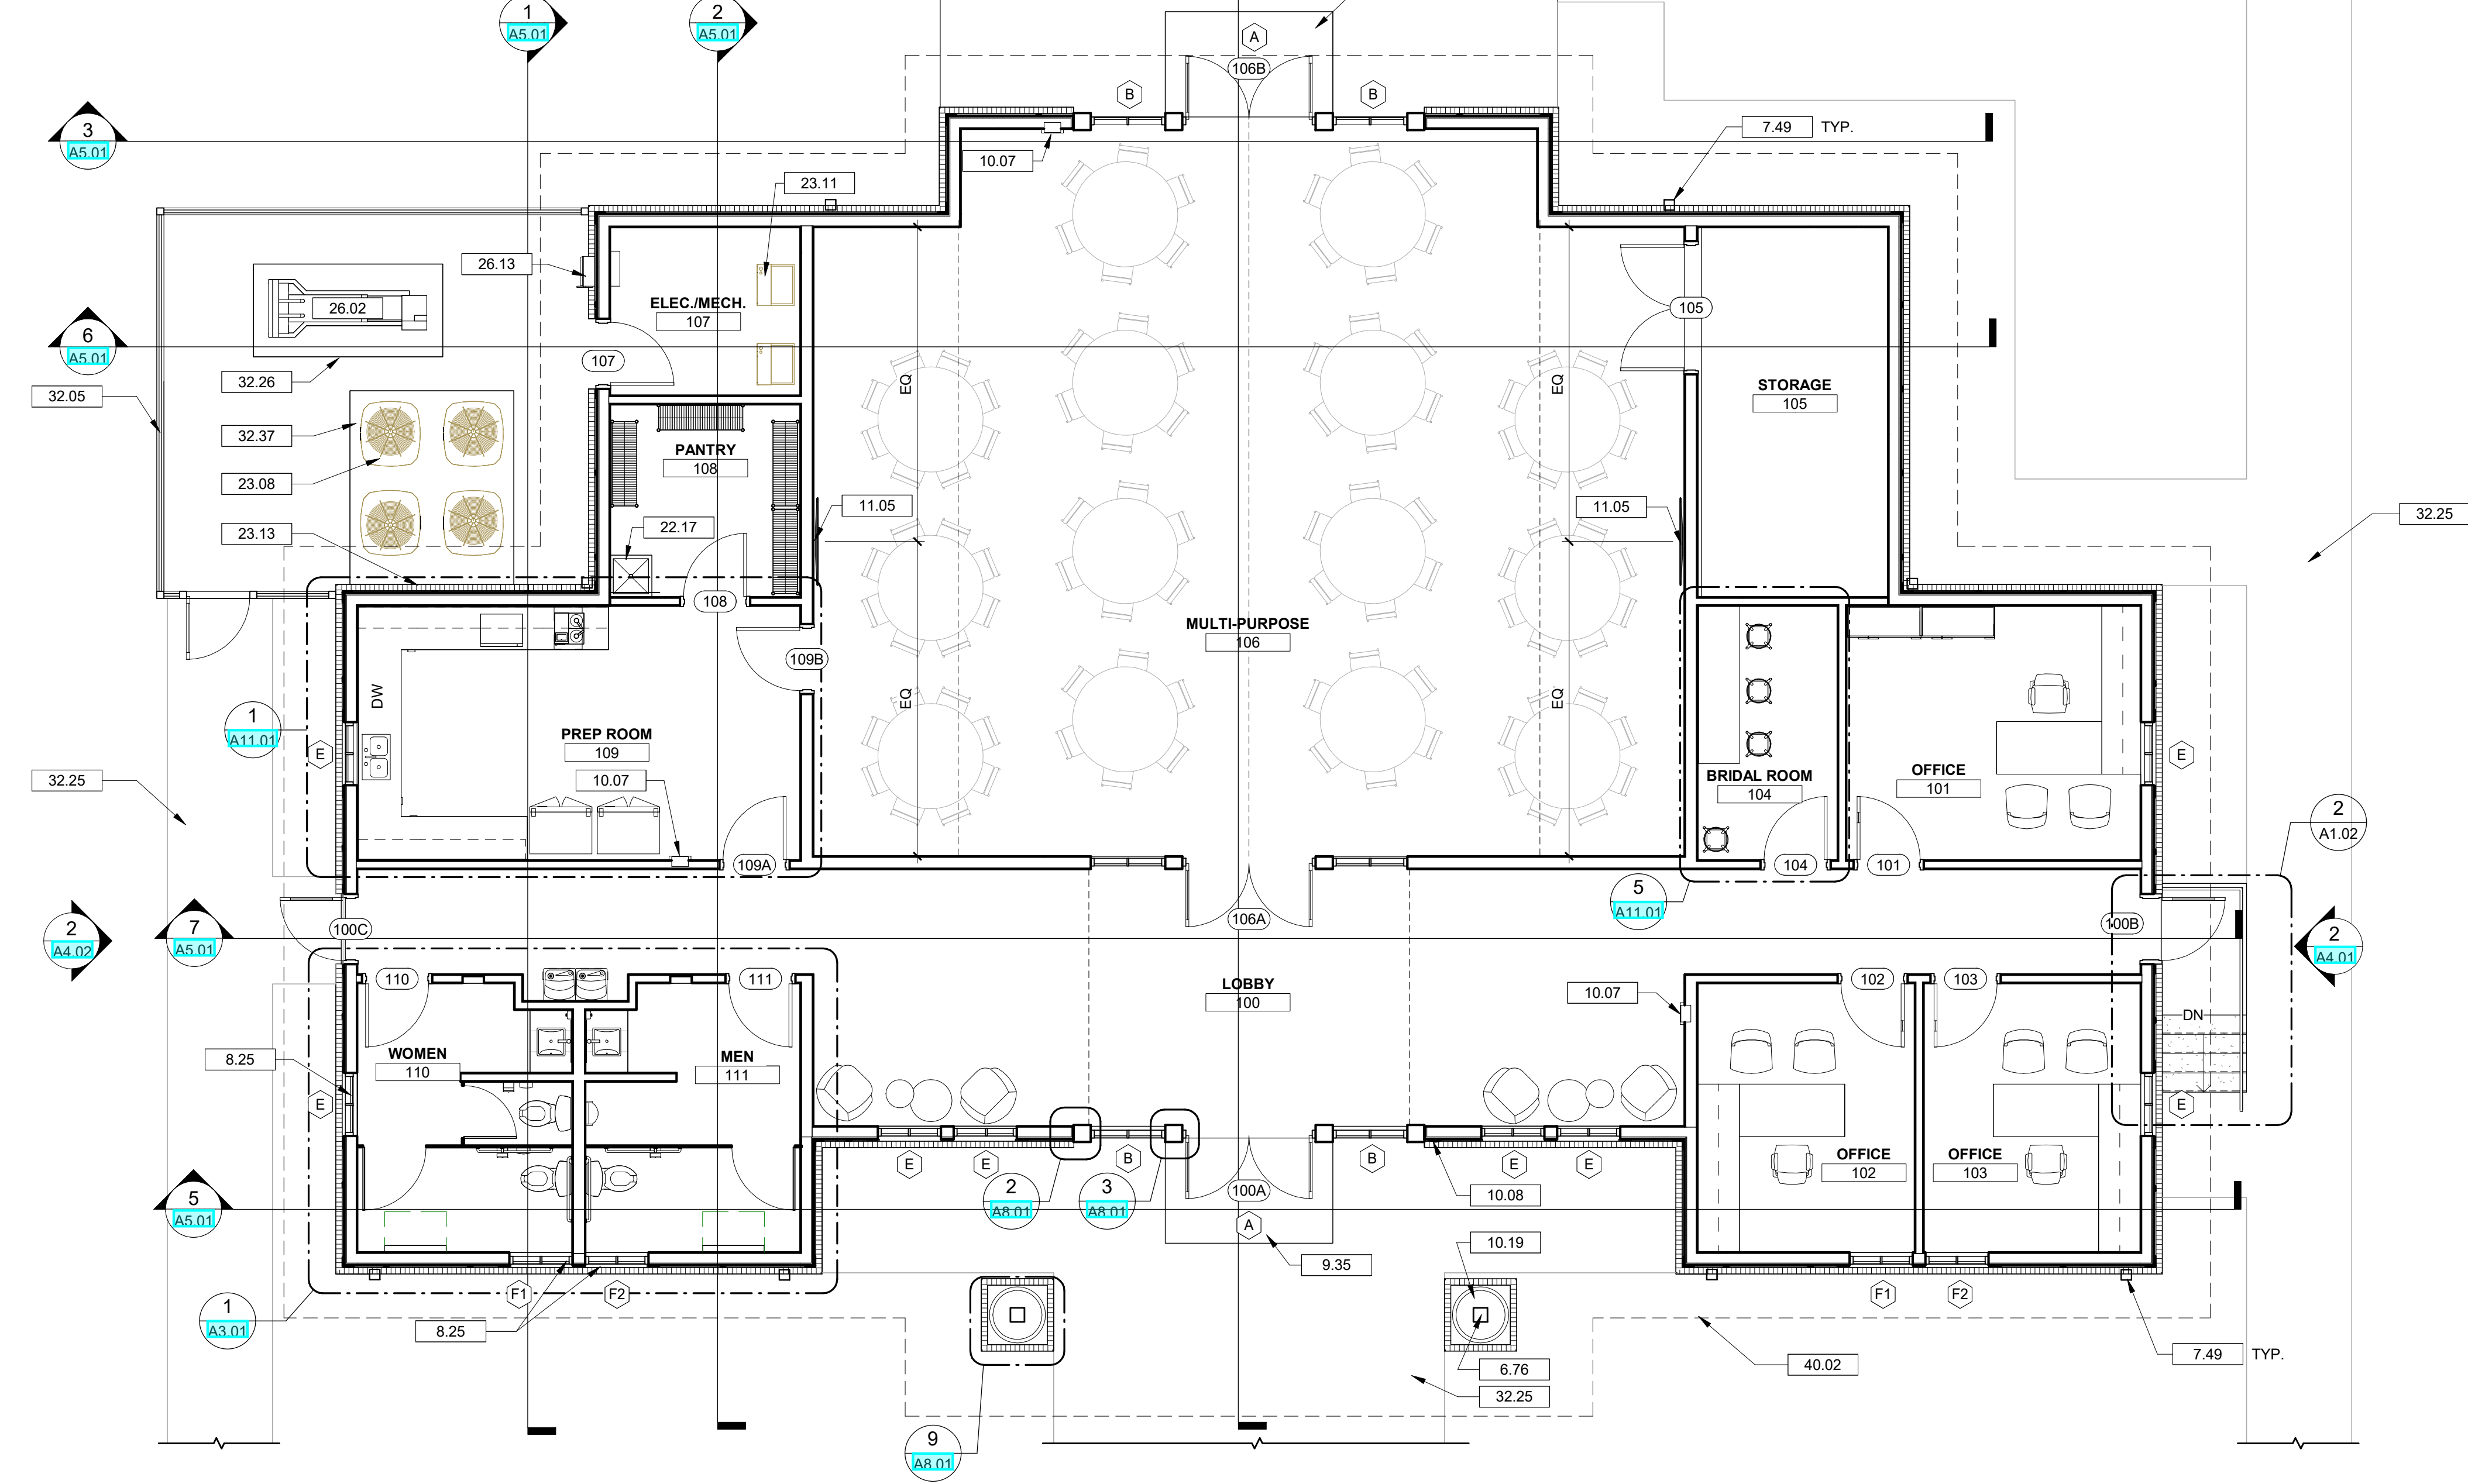 1
A5.01
2
A5.01
A
106B
B
B
3
A5.01
7.49 TYP.
10.07
23.11
26.13
26.02
ELEC./MECH.
107
105
6
A5.01
107
32.26
32.05
EQ
EQ
STORAGE
105
32.37
PANTRY
108
23.08
11.05
11.05
32.25
22.17
23.13
108
MULTI-PURPOSE
106
109B
DW
EQ
EQ
1
A11.01
E
PREP ROOM
109
10.07
32.25
BRIDAL ROOM
104
OFFICE
101
E
2
A1.02
109A
104
101
5
A11.01
2
A4.02
7
A5.01
100C
106A
100B
2
A4.01
110
111
LOBBY
100
10.07
102
103
DN
8.25
WOMEN
110
MEN
111
E
E
E
E
B
B
E
E
OFFICE
102
OFFICE
103
5
A5.01
2
A8.01
3
A8.01
100A
10.08
A
10.19
9.35
F1
F2
F1
F2
1
A3.01
8.25
6.76
40.02
7.49 TYP.
32.25
9
A8.01